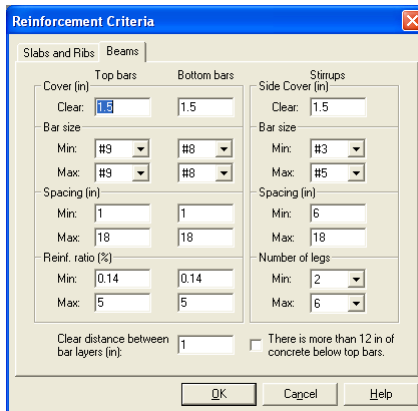 Reinforcement Criteria
Slabs and Ribs Beams
Top bars Bottom bars Stirrups
Cover (in) Side Cover (in)
Clear: 1.5 1.5 Clear: 1.5
Bar size Bar size
Min: #9 #8 Min: #3
Max: #9 #8 Max: #5
Spacing (in) Spacing (in)
Min: 1 1 Min: 6
Max: 18 18 Max: 18
Reinf. ratio (%) Number of legs
Min: 0.14 0.14 Min: 2
Max: 5 5 Max: 6
Clear distance between bar layers (in): 1
There is more than 12 in of
concrete below top bars.
OK Cancel Help